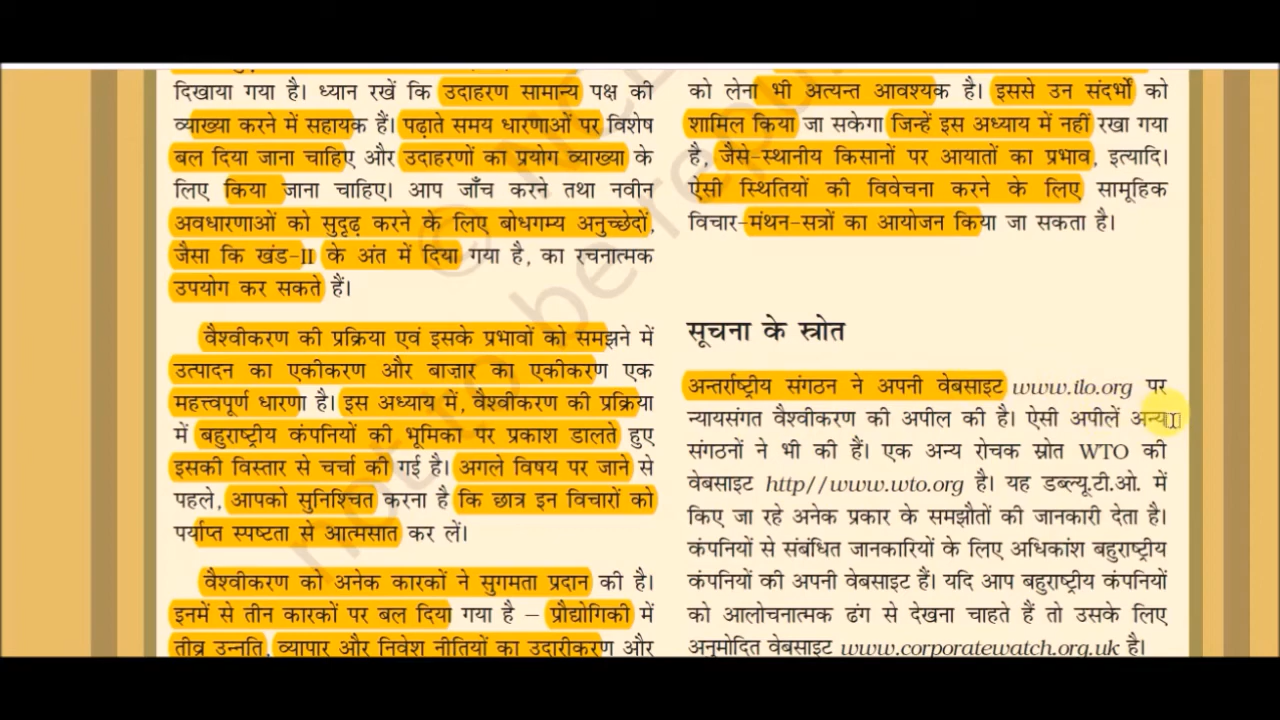 दिखाया गया है। ध्यान रखें कि उदाहरण सामान्य पक्ष की
व्याख्या करने में सहायक हैं। पढ़ाते समय धारणाओं पर विशेष
बल दिया जाना चाहिए और उदाहरणों का प्रयोग व्याख्या के
लिए किया जाना चाहिए। आप जाँच करने तथा नवीन
अवधारणाओं को सुदृढ़ करने के लिए बोधगम्य अनुच्छेदों,
जैसा कि खंड-II के अंत में दिया गया है, का रचनात्मक
उपयोग कर सकते हैं।
वैश्वीकरण की प्रक्रिया एवं इसके प्रभावों को समझने में
उत्पादन का एकीकरण और बाज़ार का एकीकरण एक
महत्त्वपूर्ण धारणा है। इस अध्याय में, वैश्वीकरण की प्रक्रिया
में बहुराष्ट्रीय कंपनियों की भूमिका पर प्रकाश डालते हुए
इसकी विस्तार से चर्चा की गई है। अगले विषय पर जाने से
पहले, आपको सुनिश्चित करना है कि छात्र इन विचारों को
पर्याप्त स्पष्टता से आत्मसात कर लें।
वैश्वीकरण को अनेक कारकों ने सुगमता प्रदान की है।
इनमें से तीन कारकों पर बल दिया गया है – प्रौद्योगिकी में
तीव्र उन्नति, व्यापार और निवेश नीतियों का उदारीकरण और
को लेना भी अत्यन्त आवश्यक है। इससे उन संदर्भों को
शामिल किया जा सकेगा जिन्हें इस अध्याय में नहीं रखा गया
है, जैसे-स्थानीय किसानों पर आयातों का प्रभाव, इत्यादि।
ऐसी स्थितियों की विवेचना करने के लिए सामूहिक
विचार-मंथन-सत्रों का आयोजन किया जा सकता है।
सूचना के स्त्रोत
अन्तर्राष्ट्रीय संगठन ने अपनी वेबसाइट www.ilo.org पर
न्यायसंगत वैश्वीकरण की अपील की है। ऐसी अपीलें अन्य
संगठनों ने भी की हैं। एक अन्य रोचक स्रोत WTO की
वेबसाइट http//www.wto.org है। यह डब्ल्यू.टी.ओ. में
किए जा रहे अनेक प्रकार के समझौतों की जानकारी देता है।
कंपनियों से संबंधित जानकारियों के लिए अधिकांश बहुराष्ट्रीय
कंपनियों की अपनी वेबसाइट हैं। यदि आप बहुराष्ट्रीय कंपनियों
को आलोचनात्मक ढंग से देखना चाहते हैं तो उसके लिए
अनुमोदित वेबसाइट www.corporatewatch.org.uk है।